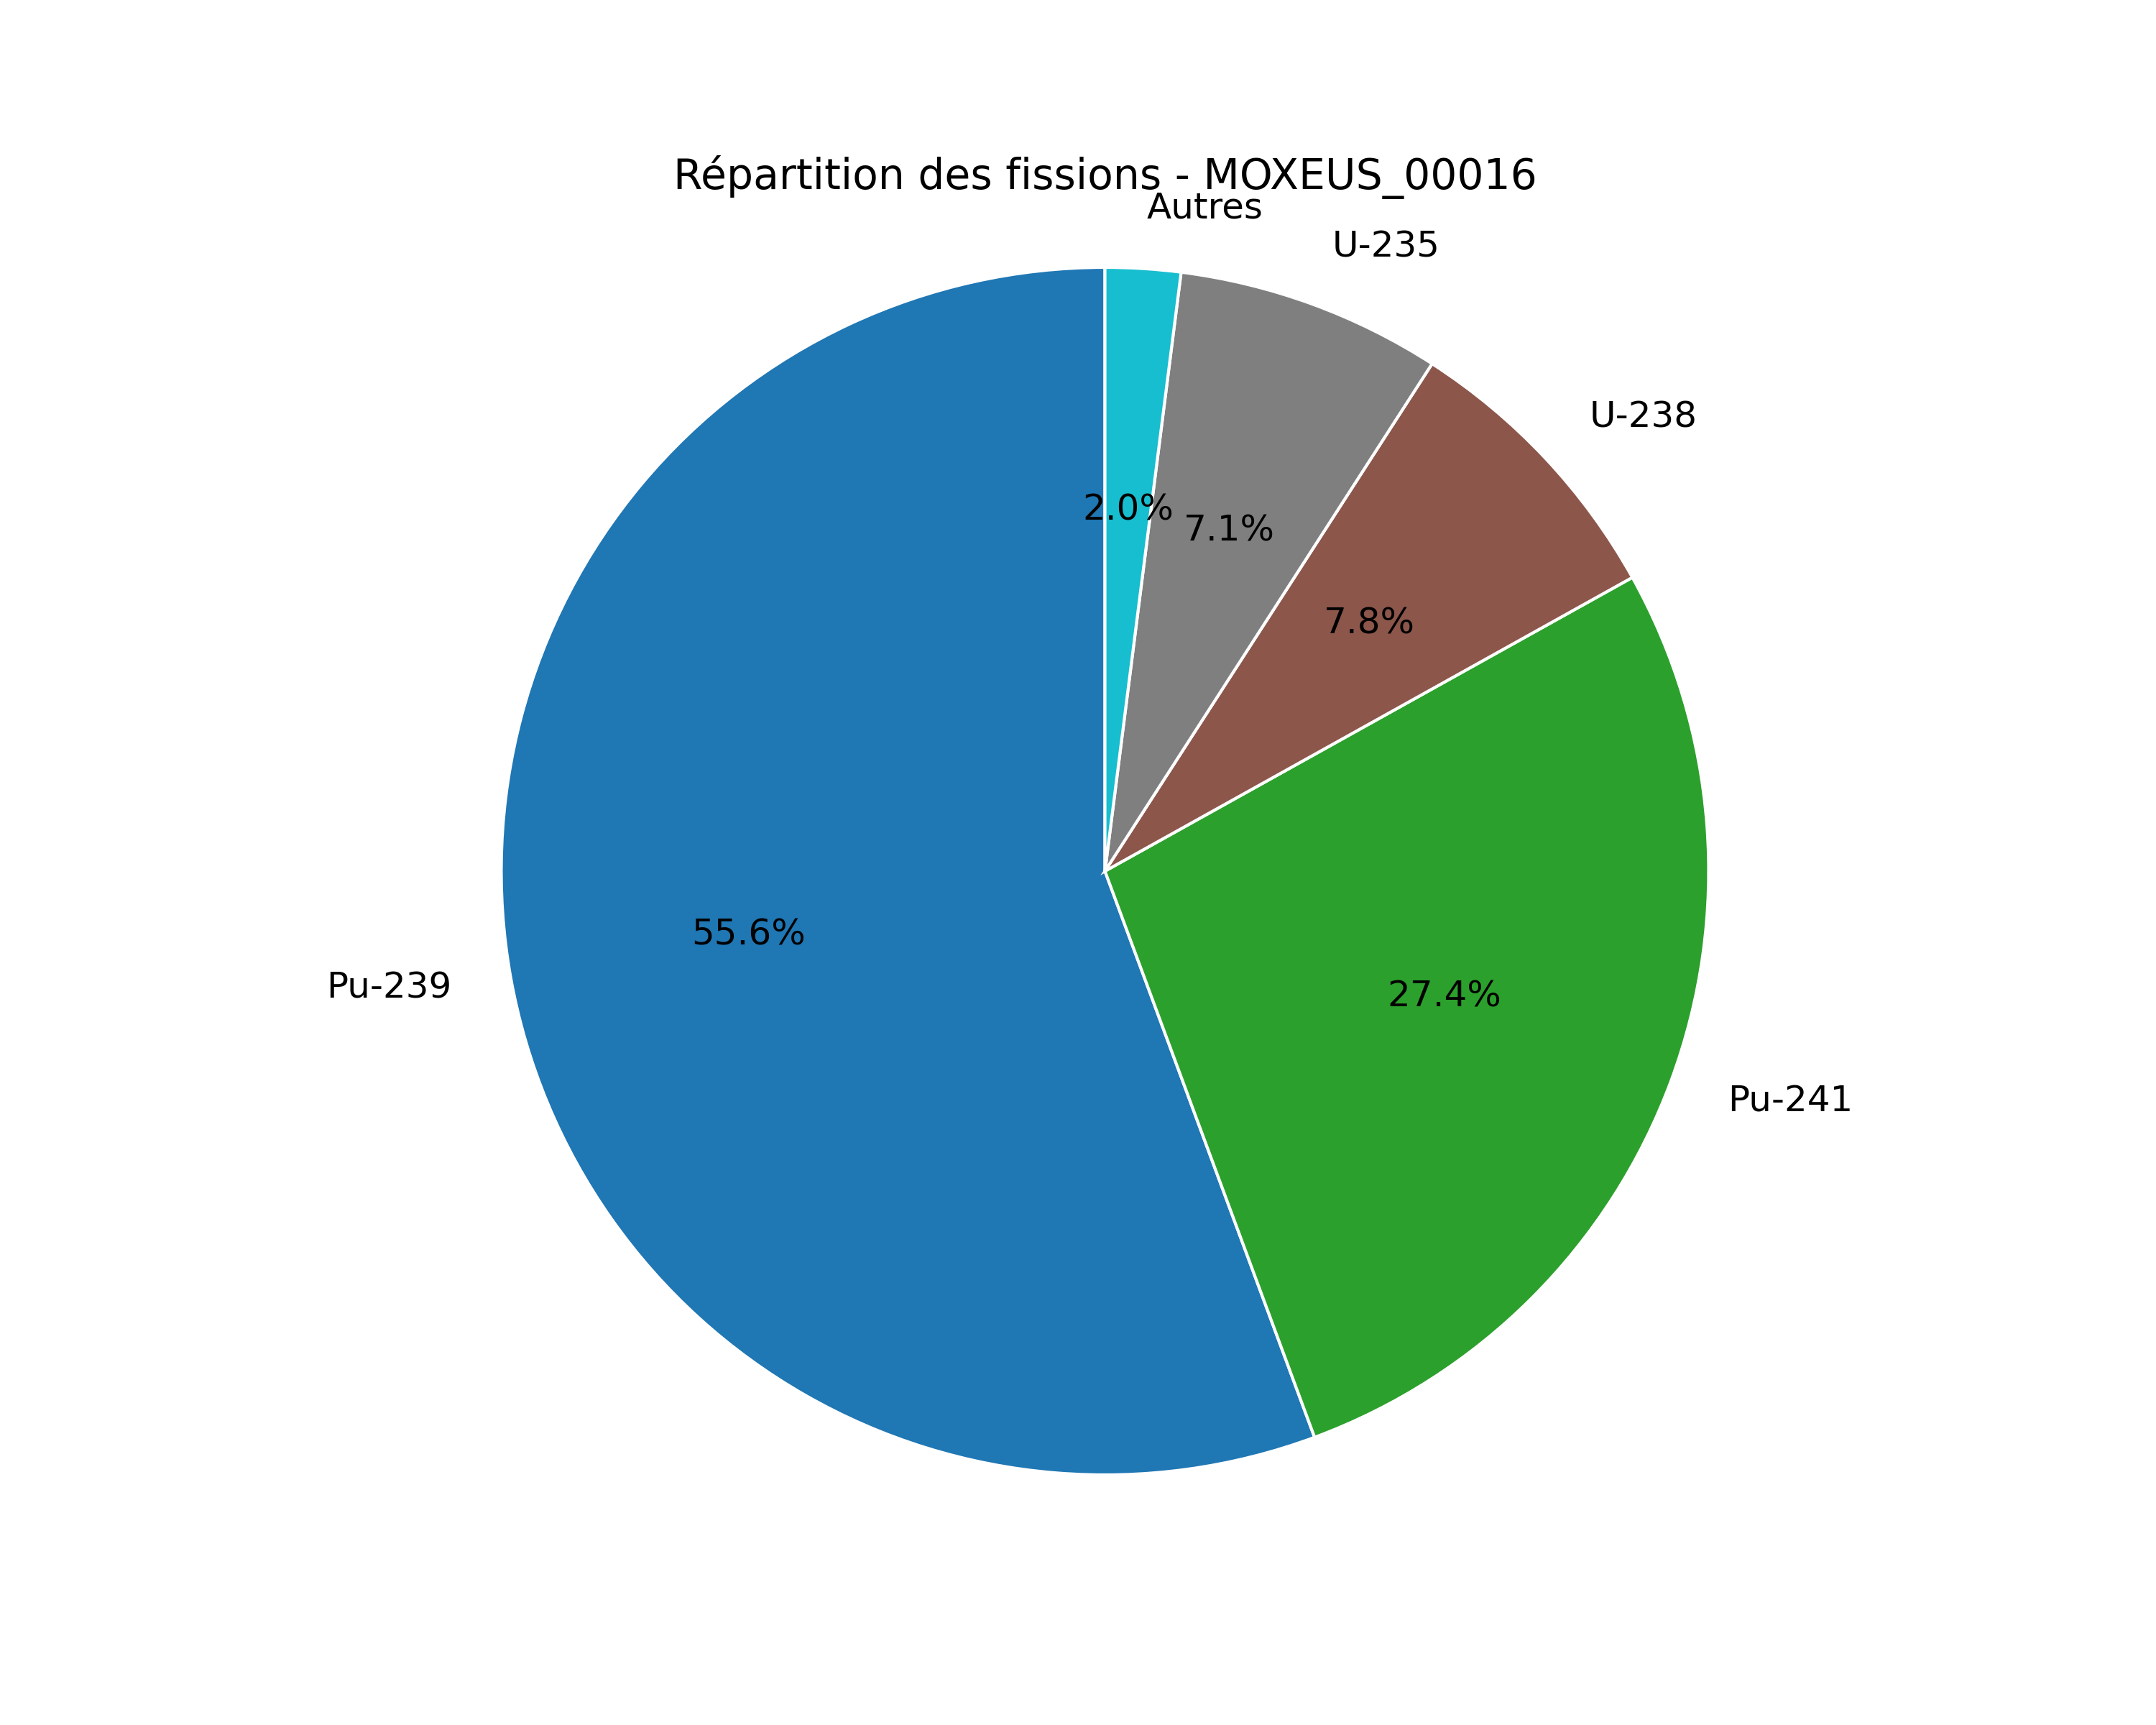 Répartition des fissions - MOXEUS_00016
Autres
U-235
U-238
2.0%
7.1%
7.8%
55.6%
Pu-239
27.4%
Pu-241